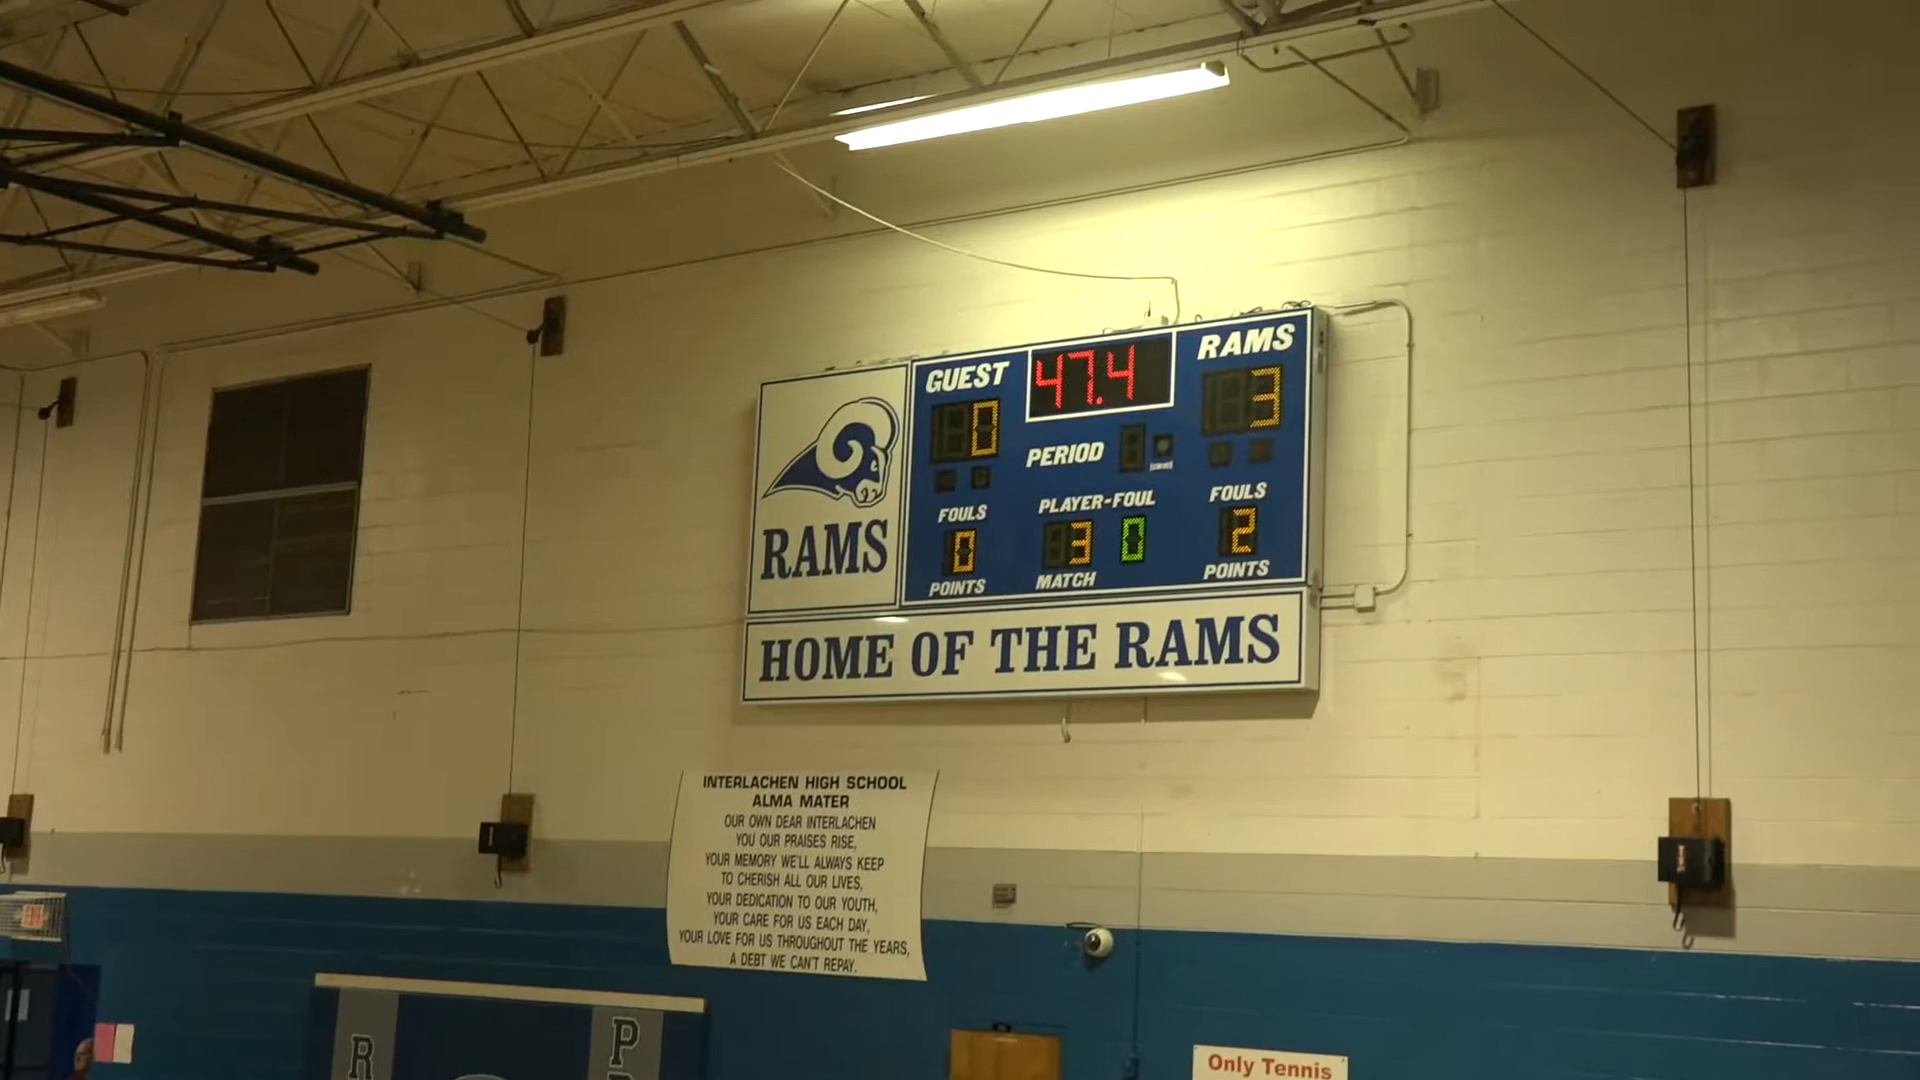 GUEST
47.4
RAMS
0
3
PERIOD
FOULS
PLAYER-FOUL
FOULS
0
3 0
2
POINTS
MATCH
POINTS
RAMS
HOME OF THE RAMS
INTERLACHEN HIGH SCHOOL
ALMA MATER
OUR OWN DEAR INTERLACHEN
YOU OUR PRAISES RISE,
YOUR MEMORY WE'LL ALWAYS KEEP
TO CHERISH ALL OUR LIVES,
YOUR DEDICATION TO OUR YOUTH,
YOUR CARE FOR US EACH DAY,
YOUR LOVE FOR US THROUGHOUT THE YEARS,
A DEBT WE CAN'T REPAY.
R
P
Only Tennis